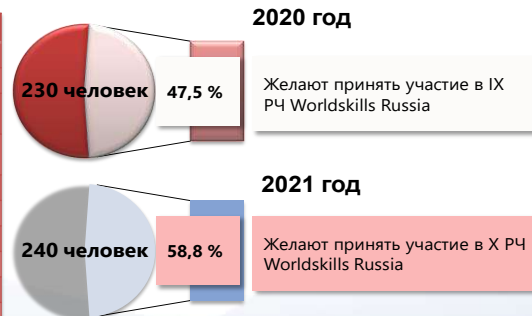 2020 год
230 человек
47,5 %
Желают принять участие в IX
РЧ Worldskills Russia
2021 год
240 человек
58,8 %
Желают принять участие в X РЧ
Worldskills Russia